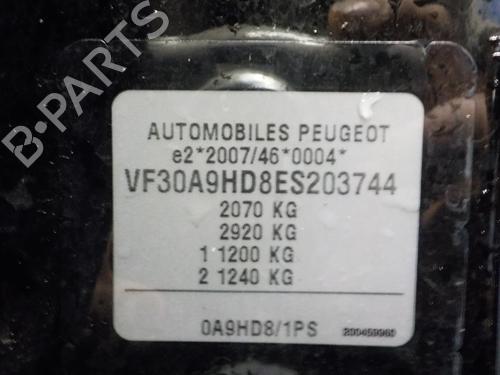 B-PARTS
AUTOMOBILES PEUGEOT
e2*2007/46*0004*
VF30A9HD8ES203744
2070 KG
2920 KG
1 1200 KG
2 1240 KG
0A9HD8/1PS